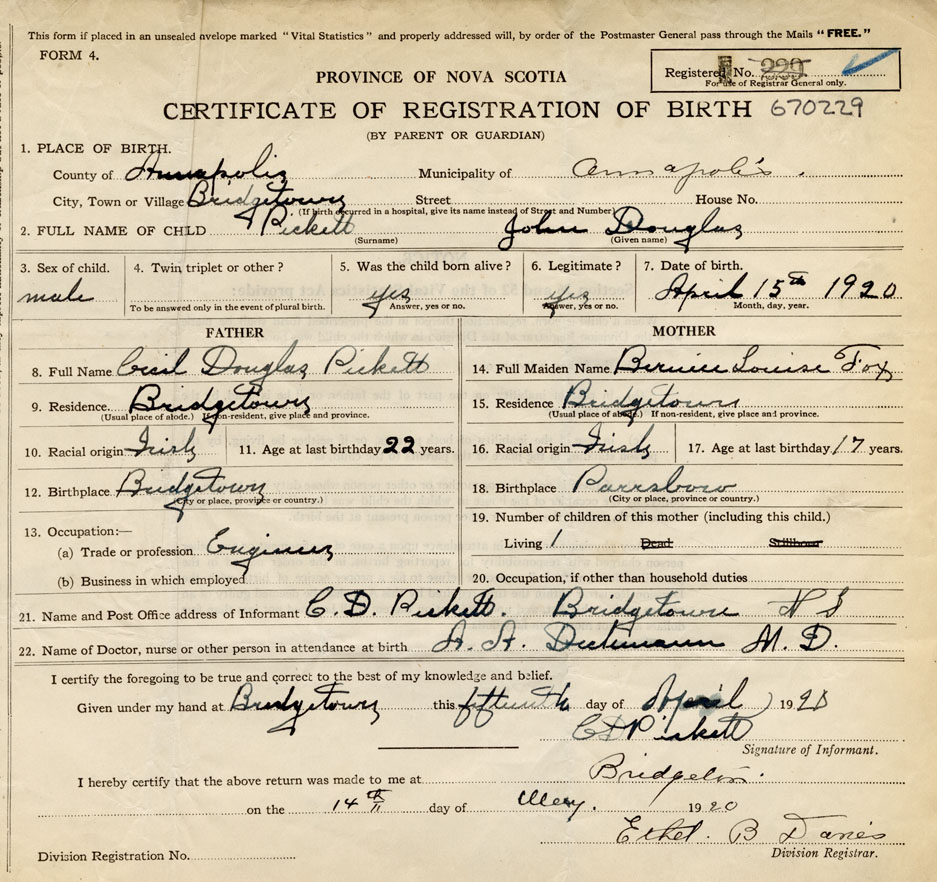 This form if placed in an unsealed envelope marked "Vital Statistics" and properly addressed will, by order of the Postmaster General pass through the Mails "FREE."
FORM 4.
Registered No. 229
For use of Registrar General only.
PROVINCE OF NOVA SCOTIA
CERTIFICATE OF REGISTRATION OF BIRTH 670229
(BY PARENT OR GUARDIAN)
1. PLACE OF BIRTH.
County of Annapolis Municipality of Annapolis.
City, Town or Village Bridgetown Street House No.
(If birth occurred in a hospital, give its name instead of Street and Number)
2. FULL NAME OF CHLD Pickett John Douglas
(Surname) (Given name)
3. Sex of child. 4. Twin triplet or other? 5. Was the child born alive? 6. Legitimate? 7. Date of birth.
male yes yes April 15th 1920
To be answered only in the event of plural birth. Answer, yes or no. Answer, yes or no. Month, day, year.
FATHER MOTHER
8. Full Name Cecil Douglas Pickett 14. Full Maiden Name Bernice Louise Fox
9. Residence. Bridgetown 15. Residence Bridgetown
(Usual place of abode.) If non-resident, give place and province. (Usual place of abode.) If non-resident, give place and province.
10. Racial origin Irish 11. Age at last birthday 22 years. 16. Racial origin Irish 17. Age at last birthday 17 years.
12. Birthplace Bridgetown 18. Birthplace Parrsboro
(City or place, province or country.) (City or place, province or country.)
13. Occupation:— 19. Number of children of this mother (including this child.)
(a) Trade or profession Engineer Living 1 Dead Stillborn
(b) Business in which employed 20. Occupation, if other than household duties
21. Name and Post Office address of Informant C. D. Pickett. Bridgetown N S
22. Name of Doctor, nurse or other person in attendance at birth A. A. M. D.
I certify the foregoing to be true and correct to the best of my knowledge and belief.
Given under my hand at Bridgetown this fifteenth day of April 1920
C D Pickett
Signature of Informant.
I hereby certify that the above return was made to me at
on the 14th day of May. 1920
Ethel. B
Division Registration No. Division Registrar.